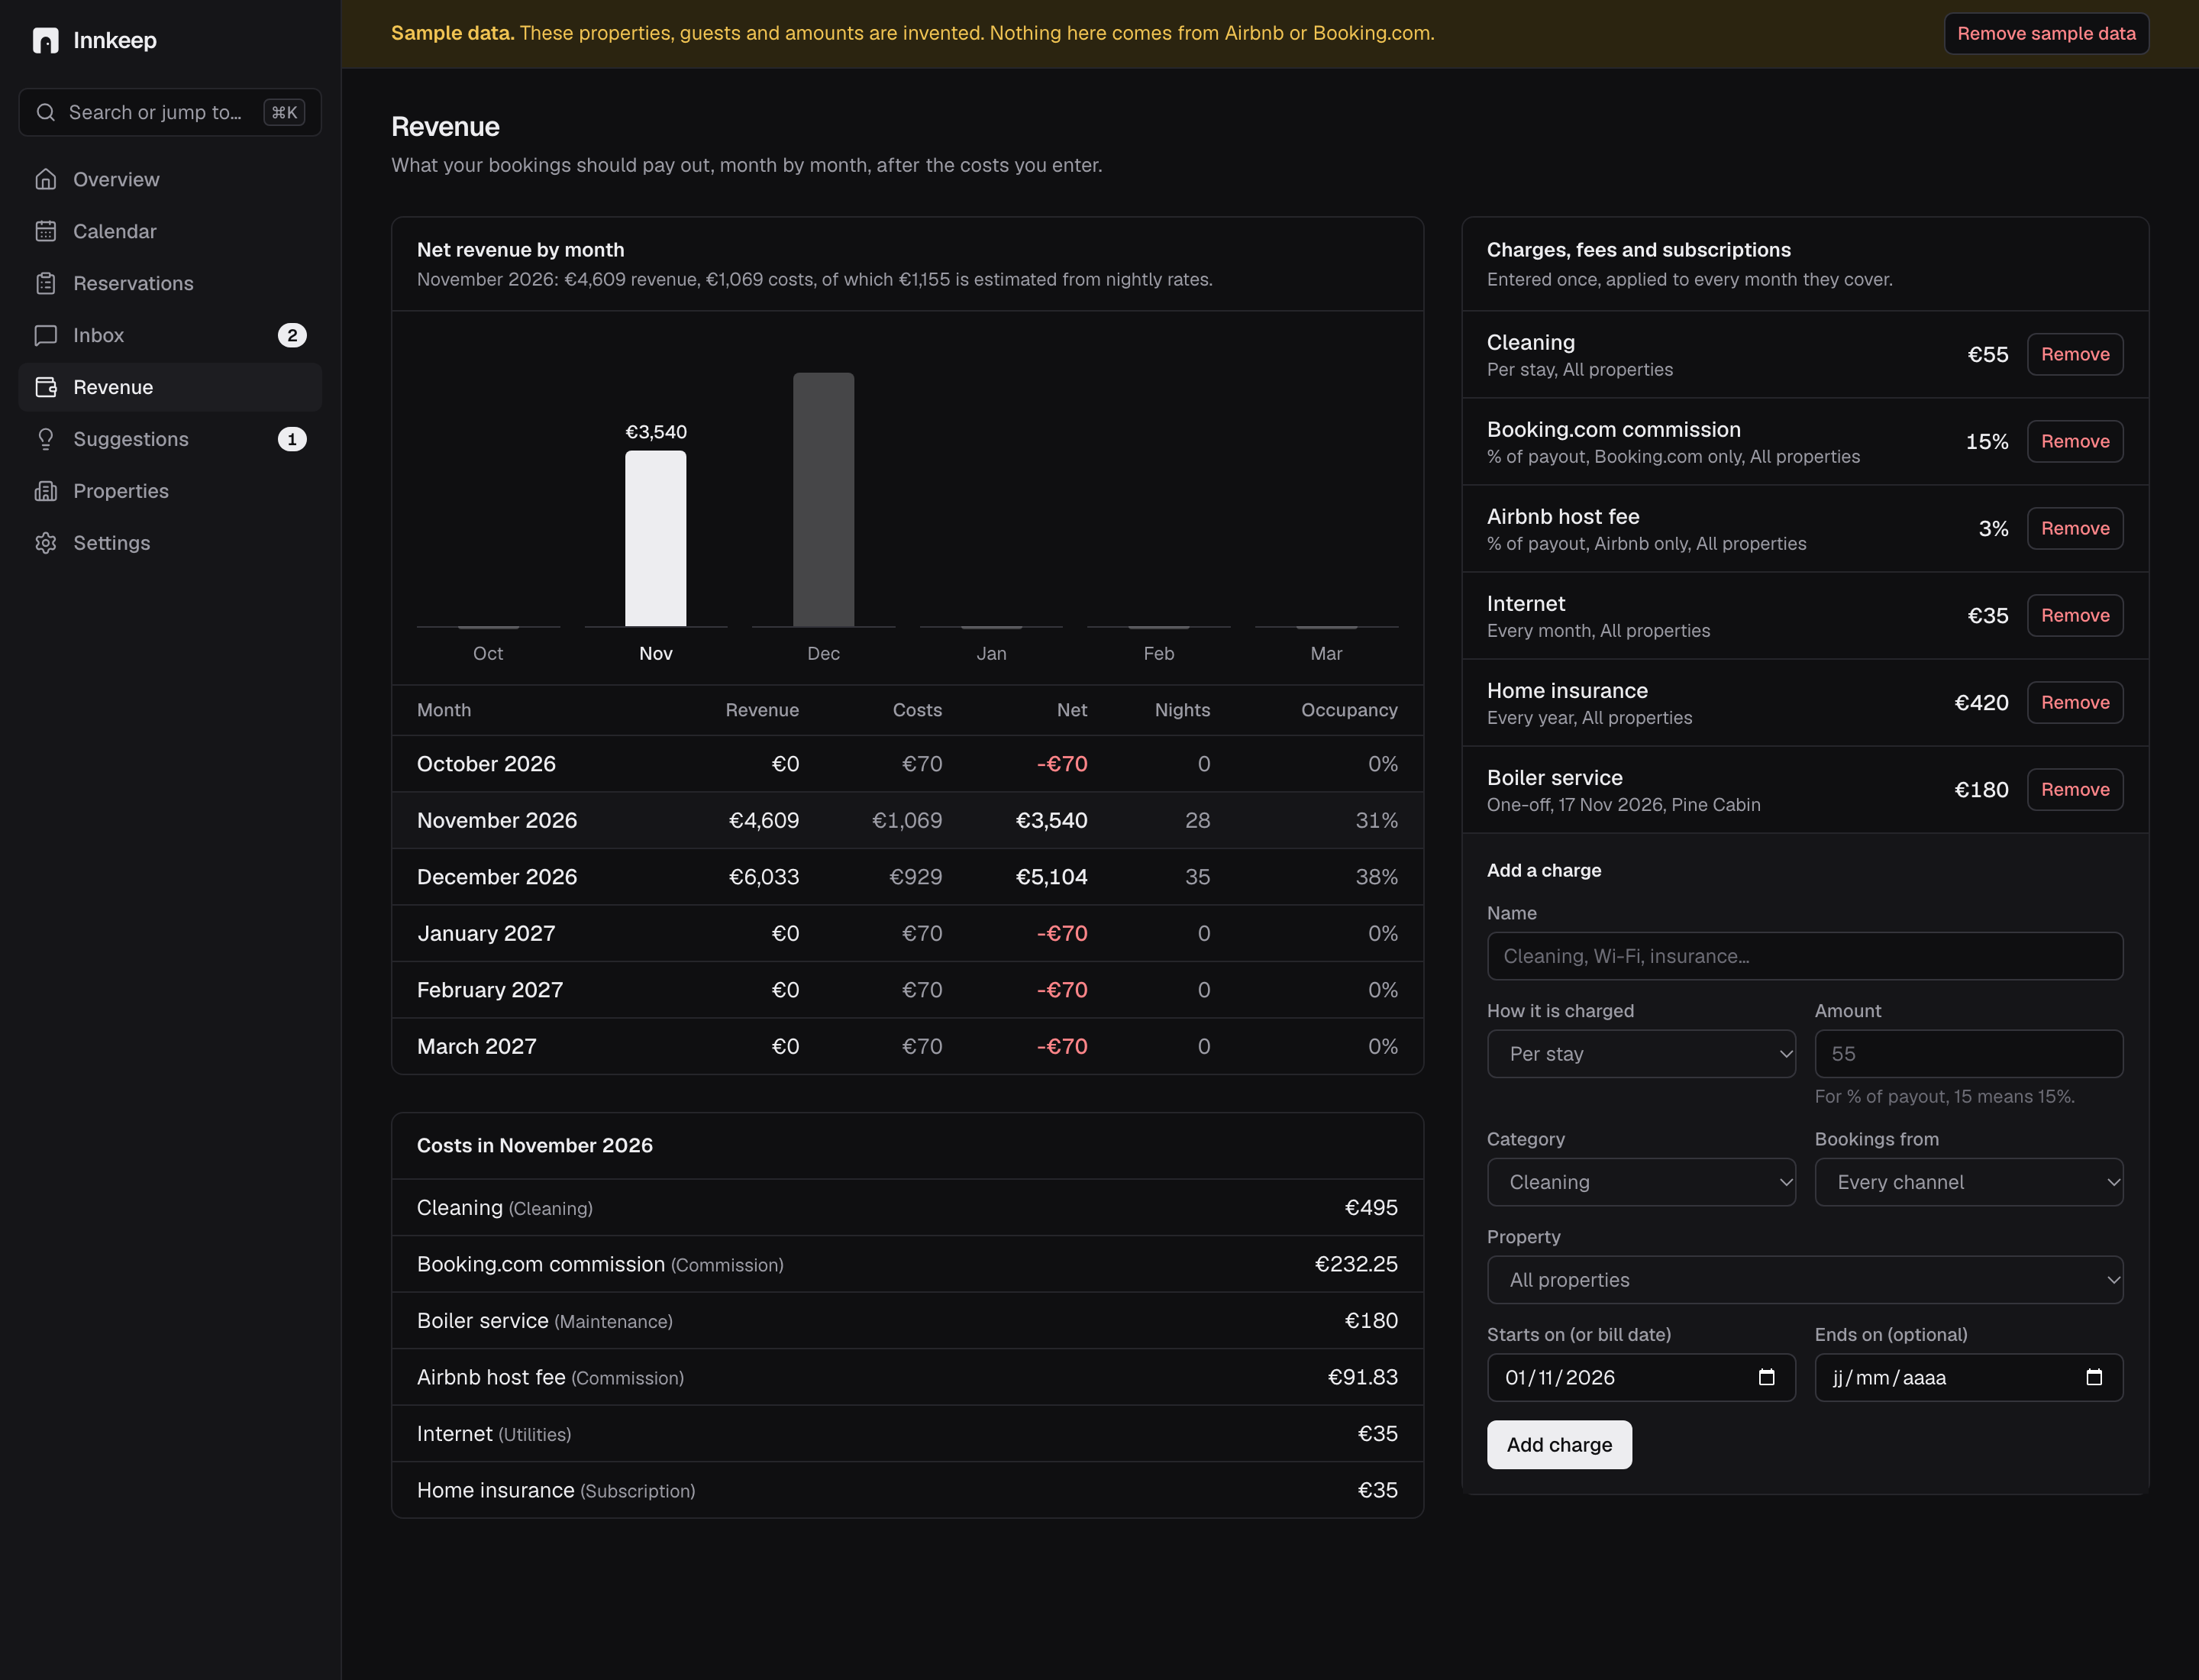 Innkeep
Search or jump to... ⌘K
Overview
Calendar
Reservations
Inbox 2
Revenue
Suggestions 1
Properties
Settings
Sample data. These properties, guests and amounts are invented. Nothing here comes from Airbnb or Booking.com.
Remove sample data
Revenue
What your bookings should pay out, month by month, after the costs you enter.
Net revenue by month
November 2026: €4,609 revenue, €1,069 costs, of which €1,155 is estimated from nightly rates.
€3,540
Oct Nov Dec Jan Feb Mar
Month Revenue Costs Net Nights Occupancy
October 2026 €0 €70 -€70 0 0%
November 2026 €4,609 €1,069 €3,540 28 31%
December 2026 €6,033 €929 €5,104 35 38%
January 2027 €0 €70 -€70 0 0%
February 2027 €0 €70 -€70 0 0%
March 2027 €0 €70 -€70 0 0%
Costs in November 2026
Cleaning (Cleaning) €495
Booking.com commission (Commission) €232.25
Boiler service (Maintenance) €180
Airbnb host fee (Commission) €91.83
Internet (Utilities) €35
Home insurance (Subscription) €35
Charges, fees and subscriptions
Entered once, applied to every month they cover.
Cleaning
Per stay, All properties
€55 Remove
Booking.com commission
% of payout, Booking.com only, All properties
15% Remove
Airbnb host fee
% of payout, Airbnb only, All properties
3% Remove
Internet
Every month, All properties
€35 Remove
Home insurance
Every year, All properties
€420 Remove
Boiler service
One-off, 17 Nov 2026, Pine Cabin
€180 Remove
Add a charge
Name
Cleaning, Wi-Fi, insurance...
How it is charged Amount
Per stay 55
For % of payout, 15 means 15%.
Category Bookings from
Cleaning Every channel
Property
All properties
Starts on (or bill date) Ends on (optional)
01/11/2026 jj/mm/aaaa
Add charge